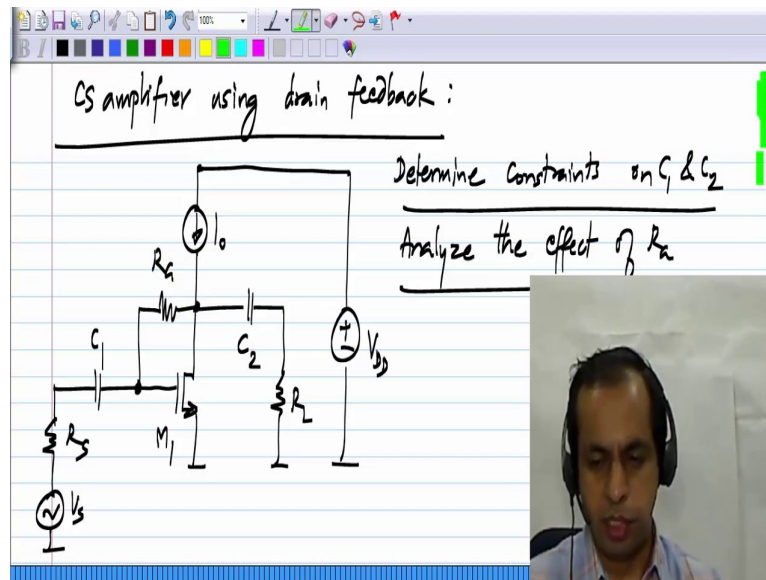 100%
B I
CS amplifier using drain feedback :
Determine constraints on C1 & C2
Analyze the effect of RG
I0
RG
C1
C2
VDD
RL
RS
M1
VS